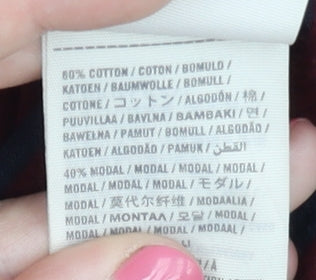 60% COTTON / COTON / BOMULD /
KATOEN / BAUMWOLLE / BOMULL /
COTONE / コットン / ALGODÓN / 棉 /
PUUVILLAA / BAVLNA / ΒΑΜΒΑΚΙ / 면 /
BAWEŁNA / PAMUT / BOMULL / ALGODÃO /
KATOEN / ALGODÃO / PAMUK / القطن
40% MODAL / MODAL / MODAL / MODAL /
MODAL / MODAL / MODAL / モダル /
MODAL / 莫代尔纤维 / MODAALIA /
MODAL / ΜΟΝΤΑΛ / 모달 / MODAL /
MODAL / MODAL / MODAL / MODAAL /